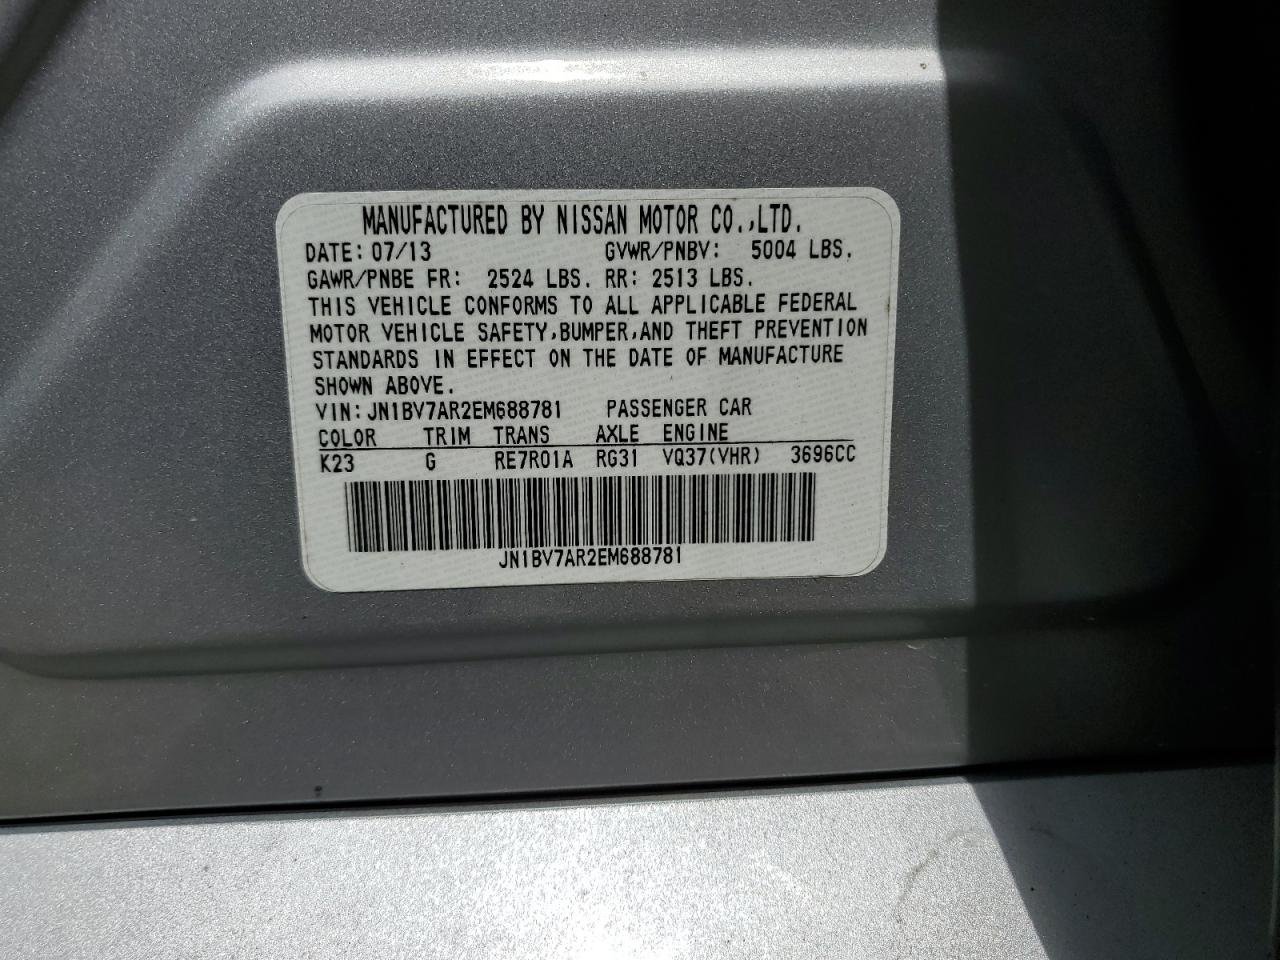 MANUFACTURED BY NISSAN MOTOR CO.,LTD.
DATE: 07/13 GVWR/PNBV: 5004 LBS.
GAWR/PNBE FR: 2524 LBS. RR: 2513 LBS.
THIS VEHICLE CONFORMS TO ALL APPLICABLE FEDERAL
MOTOR VEHICLE SAFETY,BUMPER,AND THEFT PREVENTION
STANDARDS IN EFFECT ON THE DATE OF MANUFACTURE
SHOWN ABOVE.
VIN: JN1BV7AR2EM688781 PASSENGER CAR
COLOR TRIM TRANS AXLE ENGINE
K23 G RE7R01A RG31 VQ37(VHR) 3696CC
JN1BV7AR2EM688781